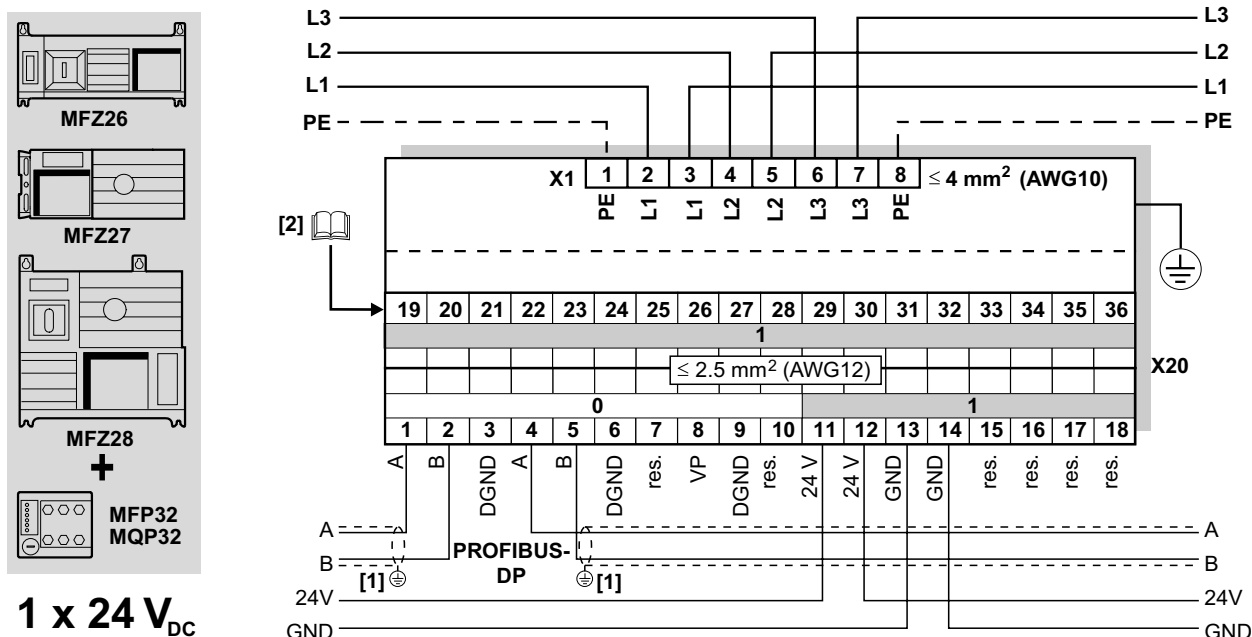 MFZ26
MFZ27
MFZ28
+
MFP32
MQP32
1 x 24 V DC
L3 L3
L2 L2
L1 L1
PE PE
X1 1 2 3 4 5 6 7 8 ≤ 4 mm² (AWG10)
PE L1 L1 L2 L2 L3 L3 PE
[2]
19 20 21 22 23 24 25 26 27 28 29 30 31 32 33 34 35 36
1
≤ 2.5 mm² (AWG12)
X20
0 1
1 2 3 4 5 6 7 8 9 10 11 12 13 14 15 16 17 18
A B DGND A B DGND res. VP DGND res. 24 V 24 V GND GND res. res. res. res.
A A
B B
PROFIBUS-
DP
[1] [1]
24V 24V
GND GND